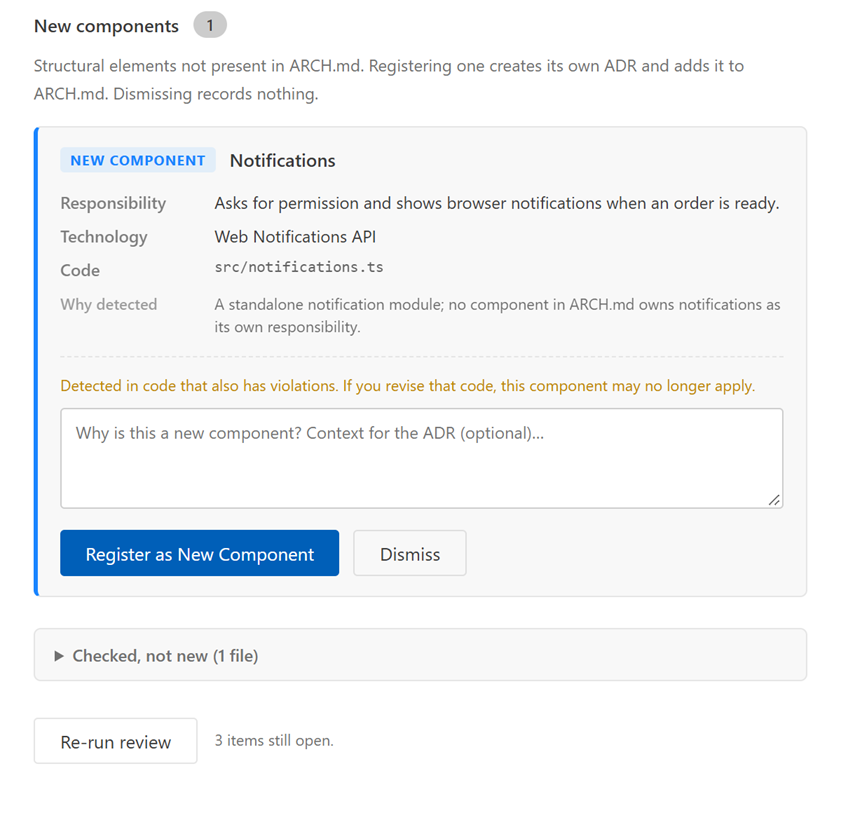 New components 1
Structural elements not present in ARCH.md. Registering one creates its own ADR and adds it to
ARCH.md. Dismissing records nothing.
NEW COMPONENT Notifications
Responsibility Asks for permission and shows browser notifications when an order is ready.
Technology Web Notifications API
Code src/notifications.ts
Why detected A standalone notification module; no component in ARCH.md owns notifications as
its own responsibility.
Detected in code that also has violations. If you revise that code, this component may no longer apply.
Why is this a new component? Context for the ADR (optional)...
Register as New Component Dismiss
Checked, not new (1 file)
Re-run review 3 items still open.